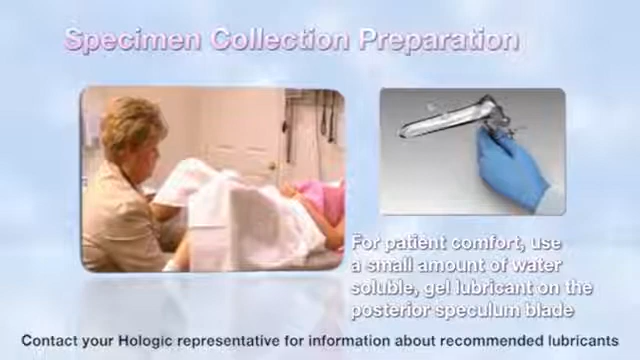 Specimen Collection Preparation
For patient comfort, use
a small amount of water
soluble, gel lubricant on the
posterior speculum blade
Contact your Hologic representative for information about recommended lubricants